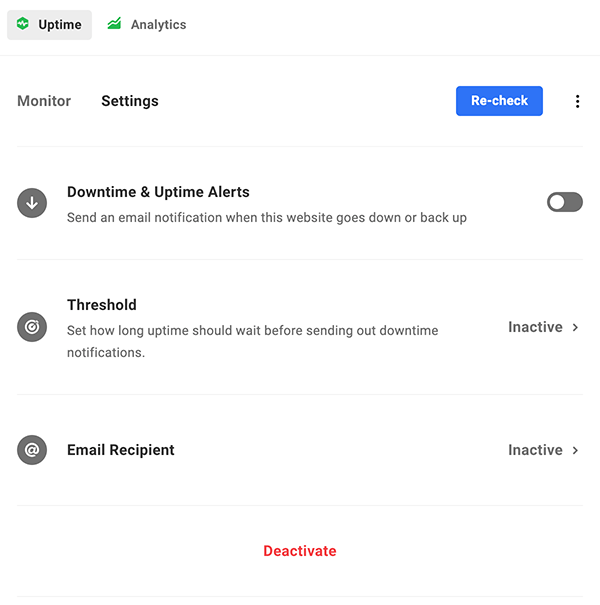 Uptime Analytics
Monitor Settings Re-check
Downtime & Uptime Alerts
Send an email notification when this website goes down or back up
Threshold
Set how long uptime should wait before sending out downtime
notifications.
Inactive
Email Recipient Inactive
Deactivate